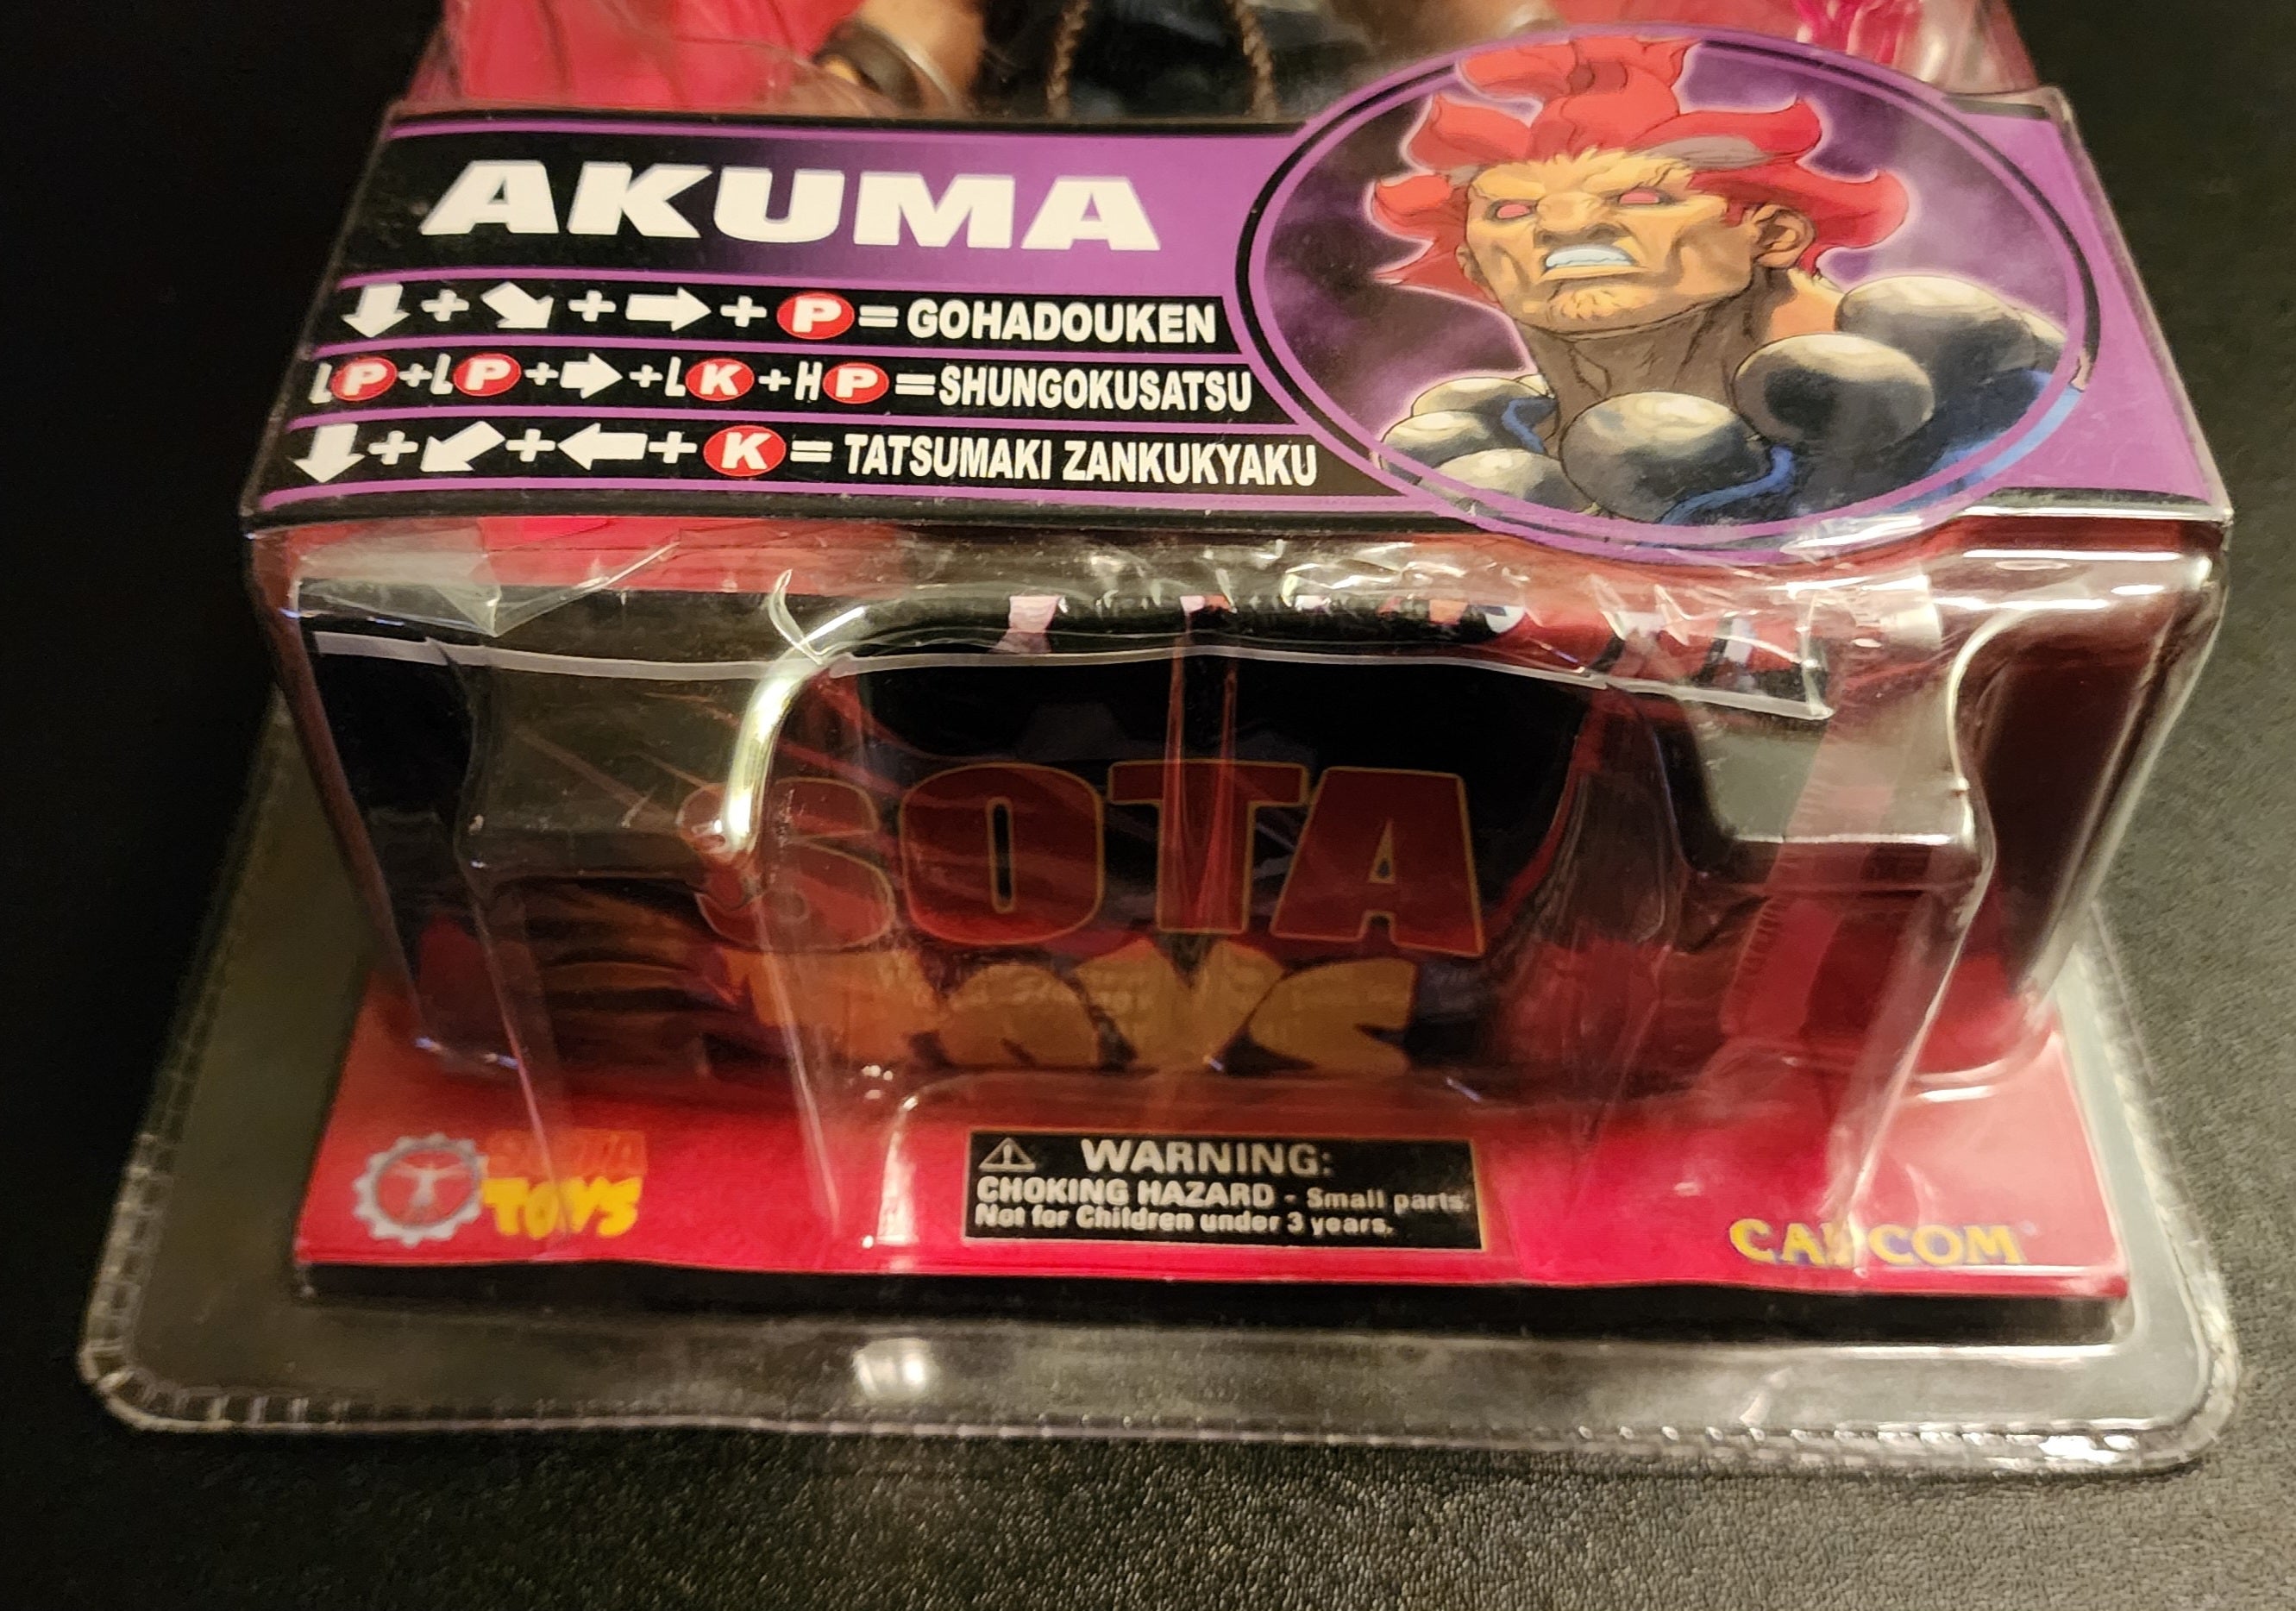 AKUMA
+ + + P = GOHADOUKEN
LP + LP + + LK + HP = SHUNGOKUSATSU
+ + + K = TATSUMAKI ZANKUKYAKU
SOTA
TOYS
WARNING:
CHOKING HAZARD - Small parts.
Not for Children under 3 years.
SOTA
TOYS
CAPCOM